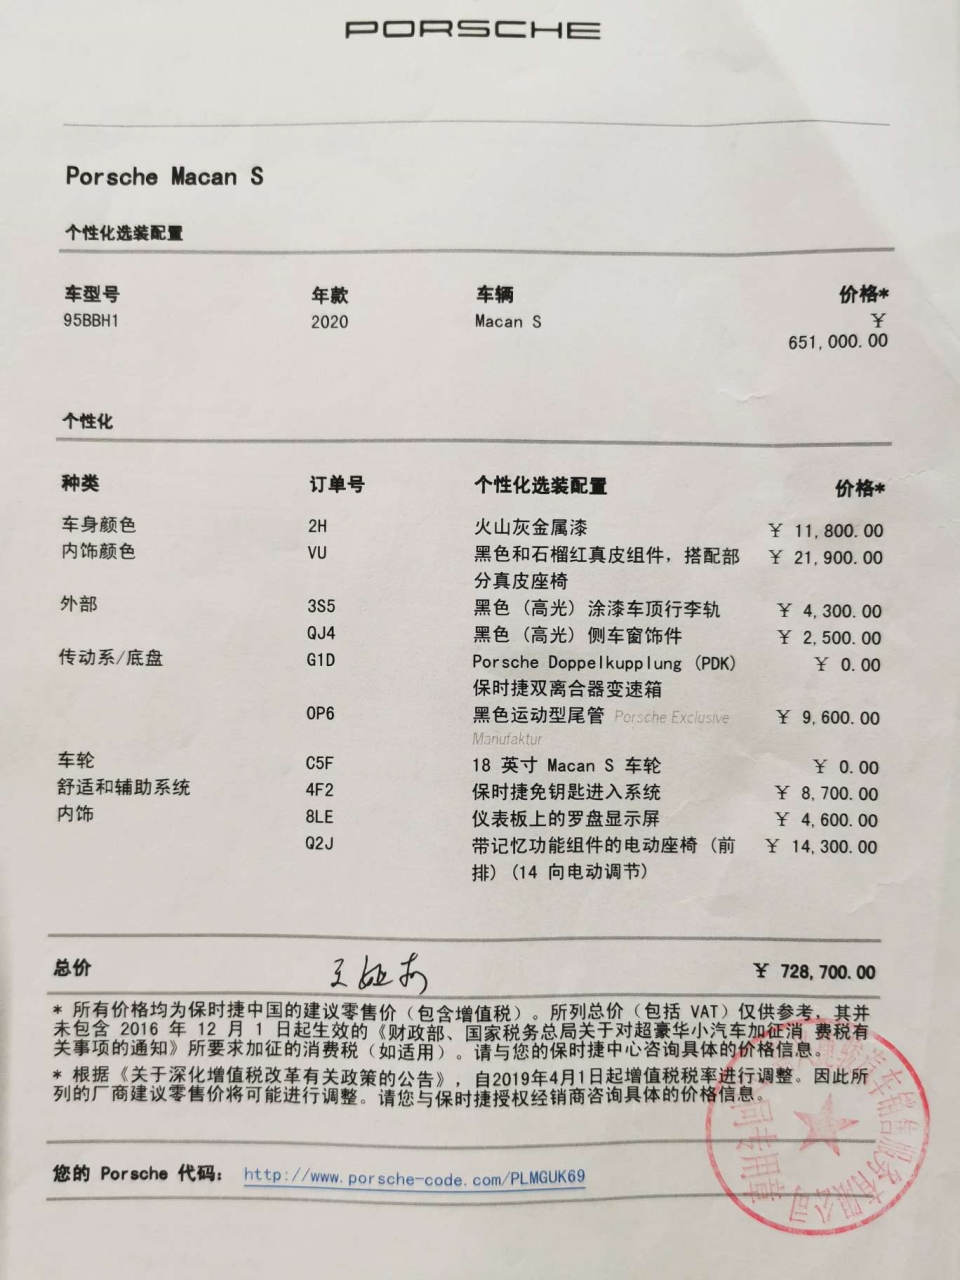 PORSCHE
Porsche Macan S
个性化选装配置
车型号 年款 车辆 价格*
95BBH1 2020 Macan S ¥
651,000.00
个性化
种类 订单号 个性化选装配置 价格*
车身颜色 2H 火山灰金属漆 ¥ 11,800.00
内饰颜色 VU 黑色和石榴红真皮组件，搭配部 ¥ 21,900.00
分真皮座椅
外部 3S5 黑色（高光）涂漆车顶行李轨 ¥ 4,300.00
QJ4 黑色（高光）侧车窗饰件 ¥ 2,500.00
传动系/底盘 G1D Porsche Doppelkupplung (PDK) ¥ 0.00
保时捷双离合器变速箱
0P6 黑色运动型尾管 Porsche Exclusive ¥ 9,600.00
Manufaktur
车轮 C5F 18 英寸 Macan S 车轮 ¥ 0.00
舒适和辅助系统 4F2 保时捷免钥匙进入系统 ¥ 8,700.00
内饰 8LE 仪表板上的罗盘显示屏 ¥ 4,600.00
Q2J 带记忆功能组件的电动座椅（前 ¥ 14,300.00
排）（14 向电动调节）
总价 ¥ 728,700.00
* 所有价格均为保时捷中国的建议零售价（包含增值税）。所列总价（包括 VAT）仅供参考，其并
未包含 2016 年 12 月 1 日起生效的《财政部、国家税务总局关于对超豪华小汽车加征消 费税有
关事项的通知》所要求加征的消费税（如适用）。请与您的保时捷中心咨询具体的价格信息。
* 根据《关于深化增值税改革有关政策的公告》，自2019年4月1日起增值税税率进行调整。因此所
列的厂商建议零售价将可能进行调整。请您与保时捷授权经销商咨询具体的价格信息。
您的 Porsche 代码： http://www.porsche-code.com/PLMGUK69
汽车销售服务有限公司